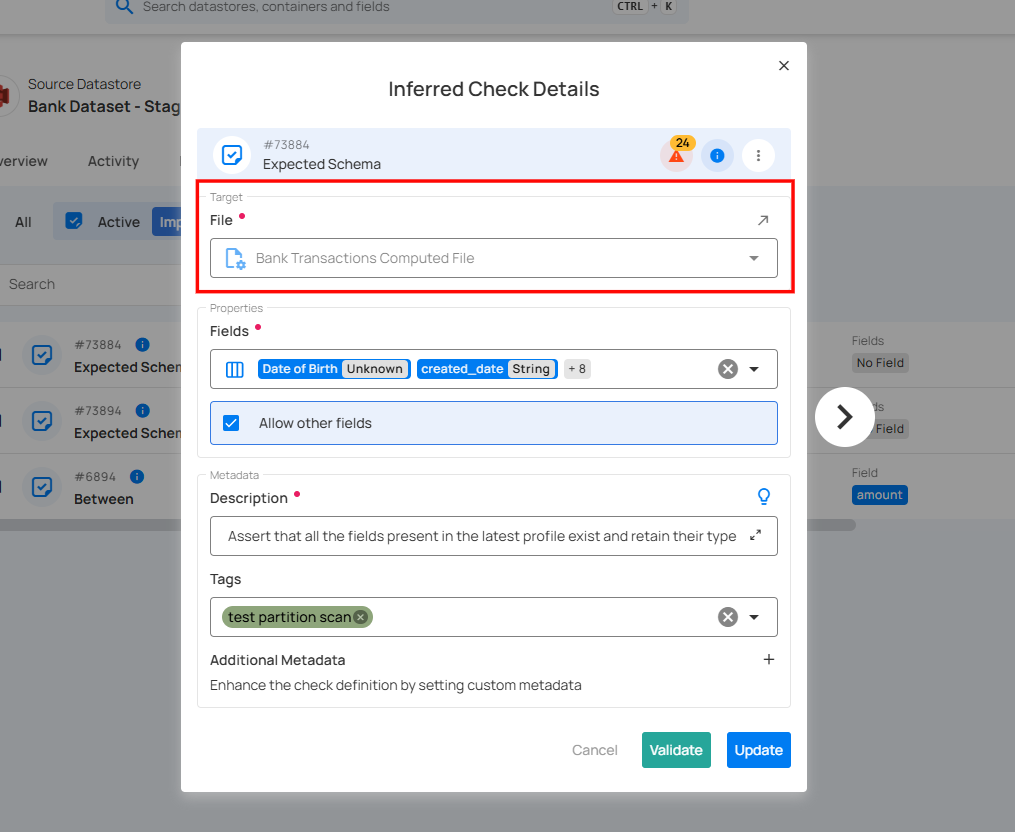 Search datastores, containers and fields CTRL + K
Source Datastore
Bank Dataset - Stag
verview Activity
All Active Imp
Search
#73884
Expected Schem
Fields
No Field
#73894
Expected Schem
Field
#6894
Between
Field
amount
Inferred Check Details
#73884
Expected Schema
24
Target
File
Bank Transactions Computed File
Properties
Fields
Date of Birth Unknown created_date String + 8
Allow other fields
Metadata
Description
Assert that all the fields present in the latest profile exist and retain their type
Tags
test partition scan
Additional Metadata
Enhance the check definition by setting custom metadata
Cancel Validate Update